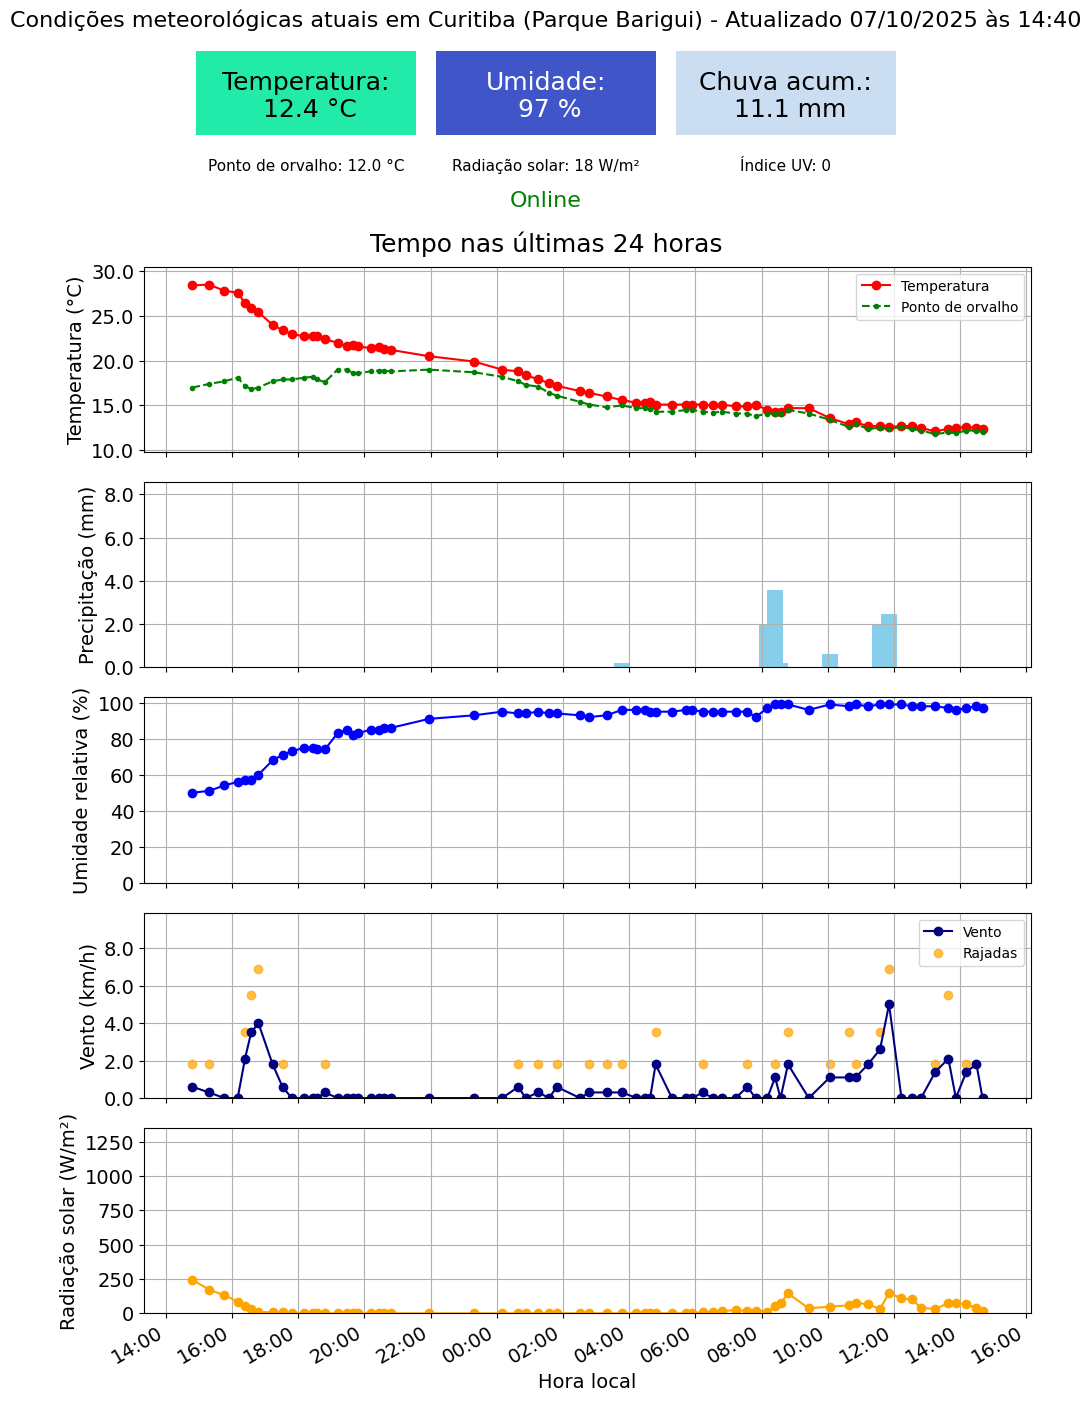 Condições meteorológicas atuais em Curitiba (Parque Barigui) - Atualizado 07/10/2025 às 14:40
Temperatura:
12.4 °C
Umidade:
97 %
Chuva acum.:
11.1 mm
Ponto de orvalho: 12.0 °C
Radiação solar: 18 W/m²
Índice UV: 0
Online
Tempo nas últimas 24 horas
Temperatura (°C)
30.0
25.0
20.0
15.0
10.0
Temperatura
Ponto de orvalho
Precipitação (mm)
8.0
6.0
4.0
2.0
0.0
Umidade relativa (%)
100
80
60
40
20
0
Vento (km/h)
8.0
6.0
4.0
2.0
0.0
Vento
Rajadas
Radiação solar (W/m²)
1250
1000
750
500
250
0
14:00
16:00
18:00
20:00
22:00
00:00
02:00
04:00
06:00
08:00
10:00
12:00
14:00
16:00
Hora local